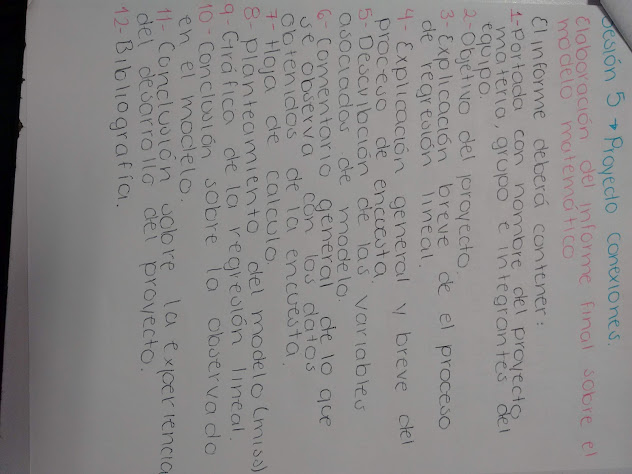 Sesión 5 → Proyecto conexiones.
Elaboración del informe final sobre el
modelo matemático
El informe deberá contener:
1- portada con nombre del proyecto,
materia, grupo e integrantes del
equipo.
2- Objetivo del proyecto.
3- Explicación breve de el proceso
de regresión lineal.
4- Explicación general y breve del
proceso de encuesta.
5- Descripción de las variables
asociadas de modelo.
6- Comentario general de lo que
se observa con los datos
obtenidos de la encuesta.
7- Hoja de calculo.
8- planteamiento del modelo (miss)
9- Gráfica de la regresión lineal.
10- Conclusión sobre lo observado
en el modelo.
11- Conclusión sobre la experiencia
del desarrollo del proyecto.
12- Bibliografía.